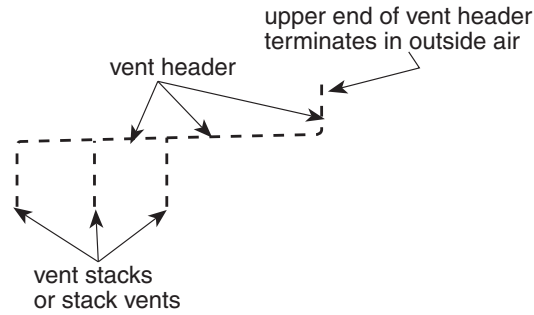 upper end of vent header
terminates in outside air
vent header
vent stacks
or stack vents